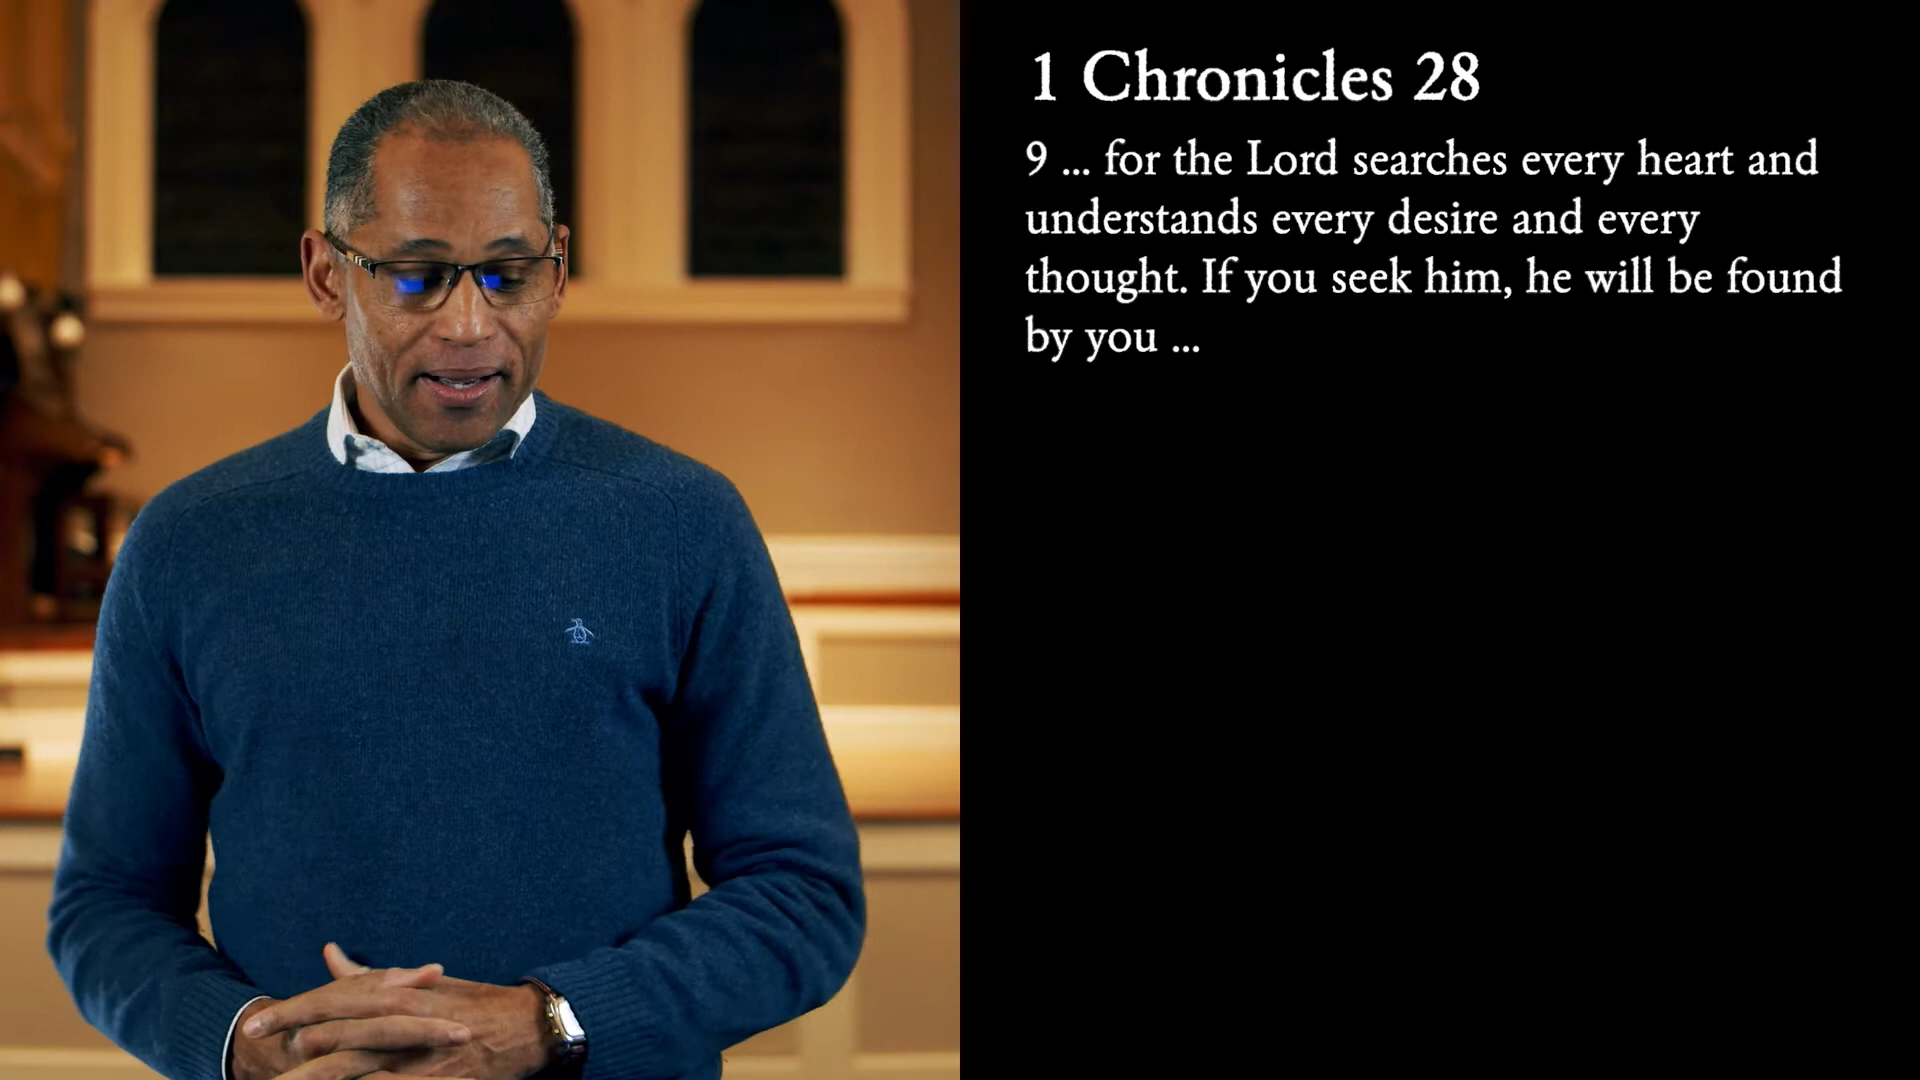 1 Chronicles 28
9 ... for the Lord searches every heart and
understands every desire and every
thought. If you seek him, he will be found
by you ...